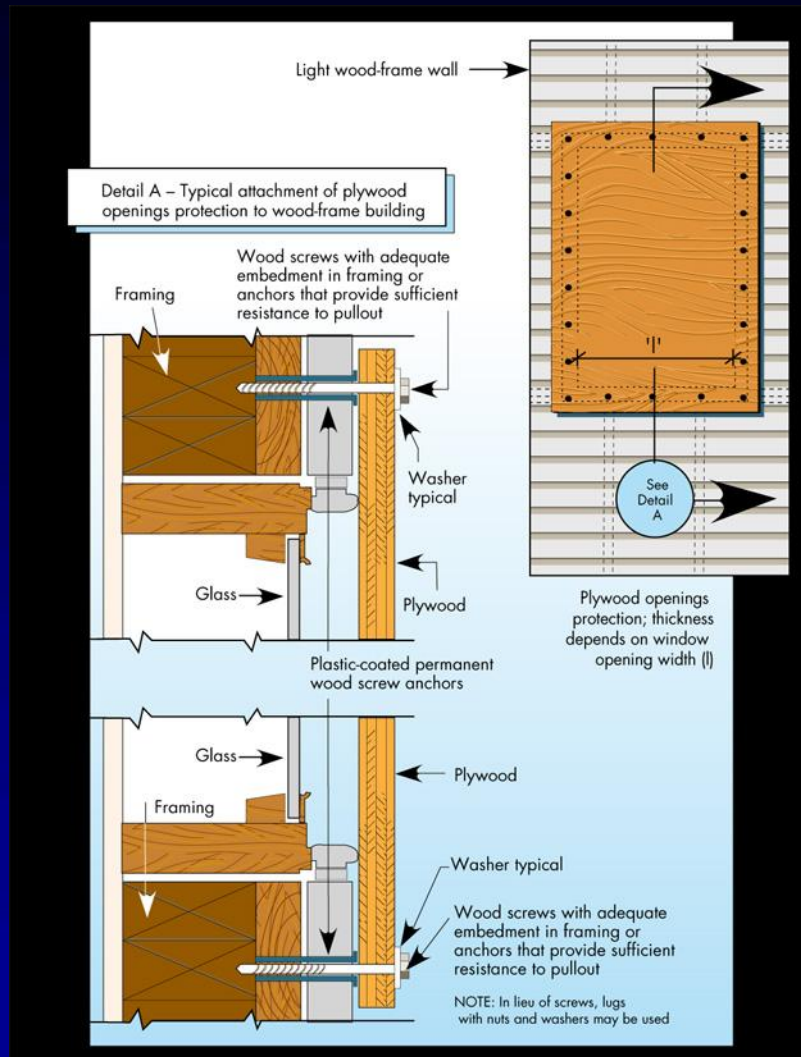 Light wood-frame wall
Detail A – Typical attachment of plywood
openings protection to wood-frame building
Wood screws with adequate
embedment in framing or
anchors that provide sufficient
resistance to pullout
Framing
"l"
Washer
typical
See
Detail
A
Glass
Plywood
Plywood openings
protection; thickness
depends on window
opening width (l)
Plastic-coated permanent
wood screw anchors
Glass
Plywood
Framing
Washer typical
Wood screws with adequate
embedment in framing or
anchors that provide sufficient
resistance to pullout
NOTE: In lieu of screws, lugs
with nuts and washers may be used